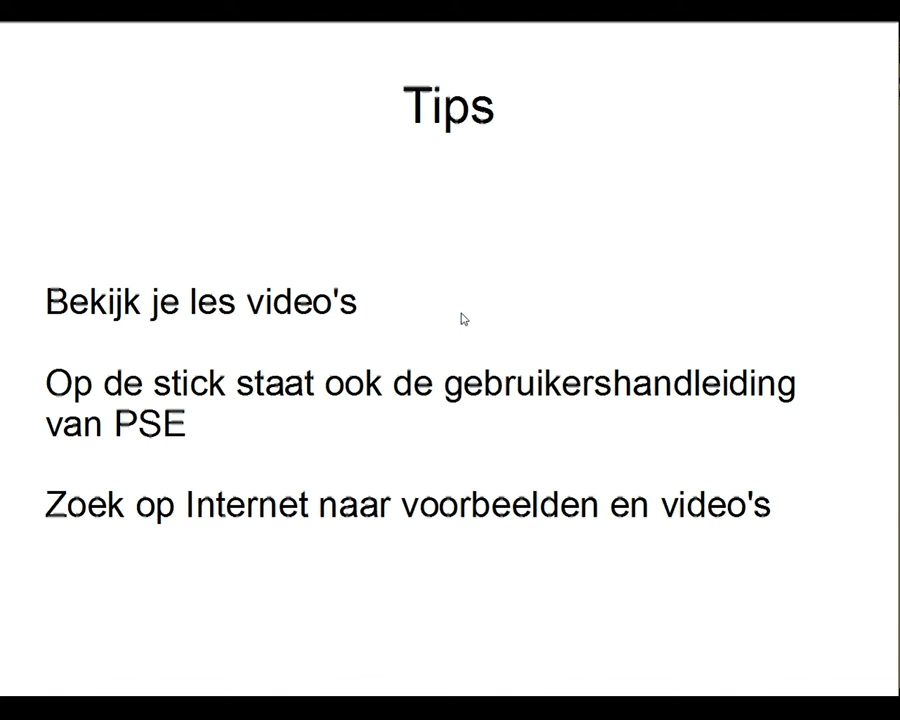 Tips
Bekijk je les video's
Op de stick staat ook de gebruikershandleiding
van PSE
Zoek op Internet naar voorbeelden en video's